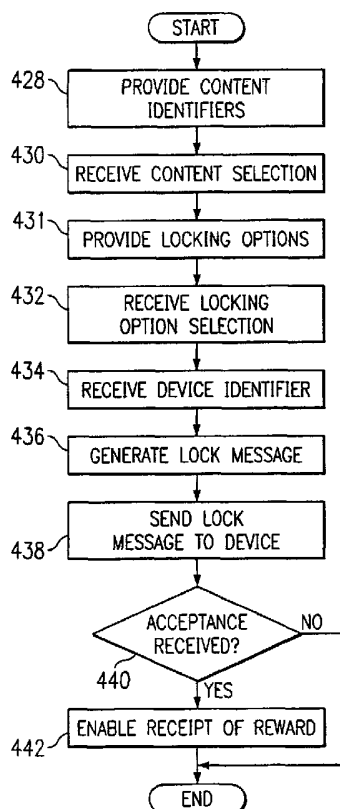 START
428
PROVIDE CONTENT
IDENTIFIERS
430
RECEIVE CONTENT SELECTION
431
PROVIDE LOCKING OPTIONS
432
RECEIVE LOCKING
OPTION SELECTION
434
RECEIVE DEVICE IDENTIFIER
436
GENERATE LOCK MESSAGE
438
SEND LOCK
MESSAGE TO DEVICE
ACCEPTANCE
RECEIVED?
NO
440
YES
ENABLE RECEIPT OF REWARD
442
END